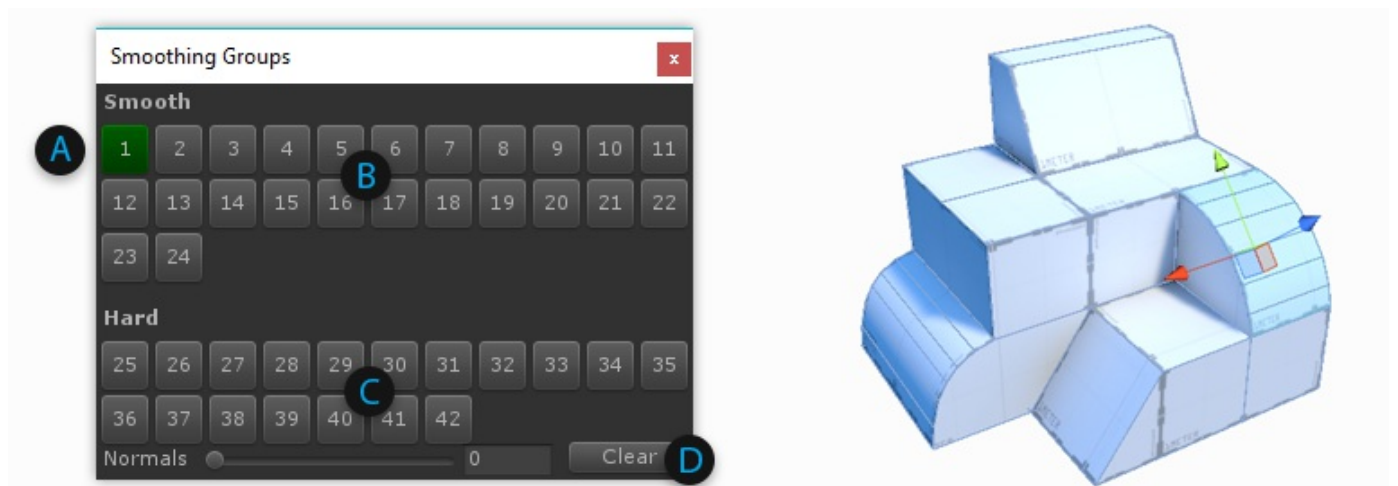 Smoothing Groups x
Smooth
A 1 2 3 4 5 6 7 8 9 10 11
B
12 13 14 15 16 17 18 19 20 21 22
23 24
Hard
25 26 27 28 29 30 31 32 33 34 35
C
36 37 38 39 40 41 42
Normals 0 Clear D
1METER
1METER